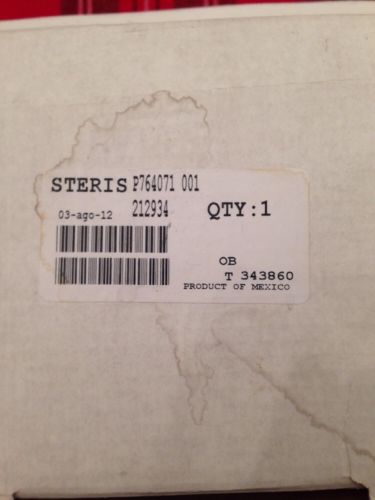 STERIS P764071 001
03-ago-12 212934 QTY:1
OB
T 343860
PRODUCT OF MEXICO